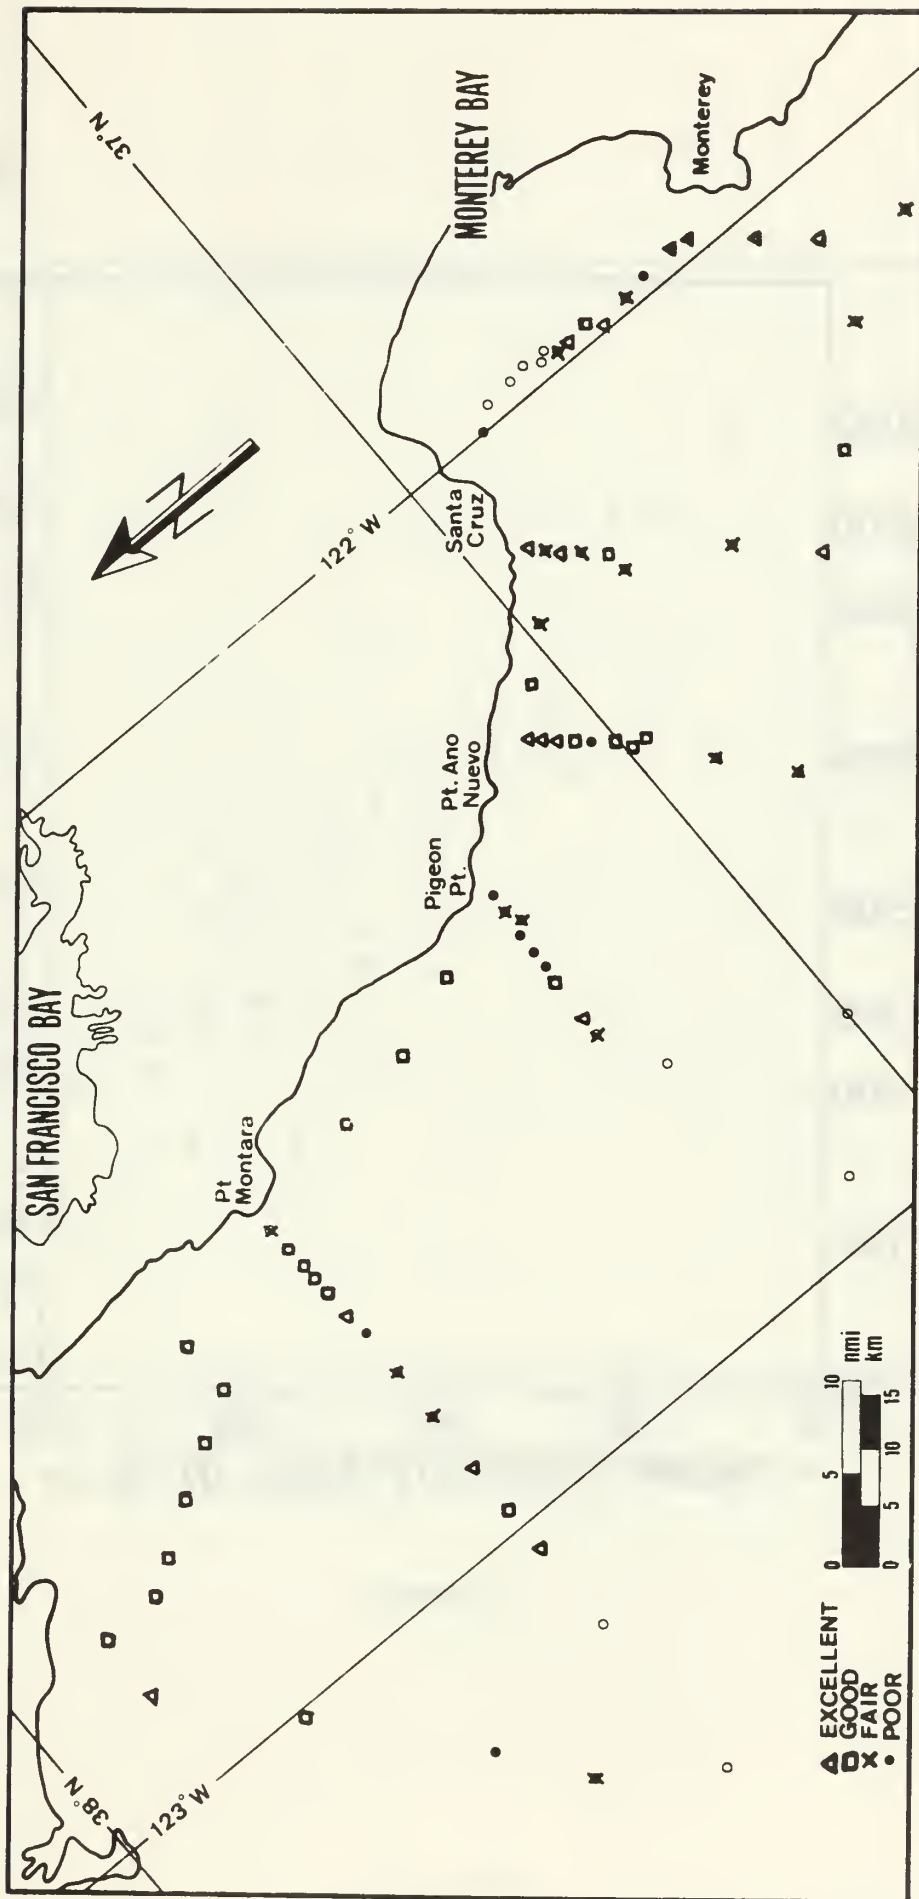 SAN FRANCISCO BAY
MONTEREY BAY
Monterey
37° N
122° W
Santa
Cruz
Pt. Ano
Nuevo
Pigeon
Pt.
Pt
Montara
38° N
123° W
EXCELLENT
GOOD
FAIR
POOR
0 5 10 nmi
0 5 10 15 km